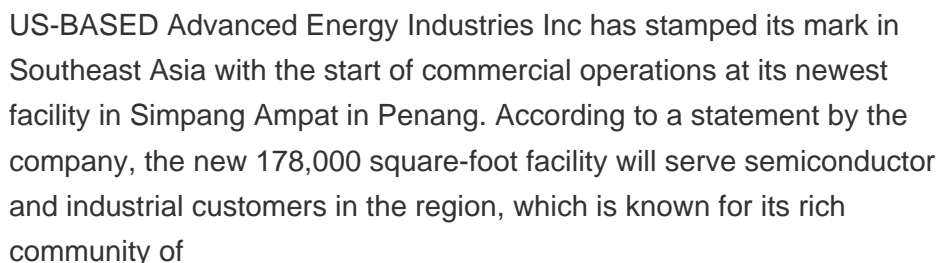 US-BASED Advanced Energy Industries Inc has stamped its mark in
Southeast Asia with the start of commercial operations at its newest
facility in Simpang Ampat in Penang. According to a statement by the
company, the new 178,000 square-foot facility will serve semiconductor
and industrial customers in the region, which is known for its rich
community of